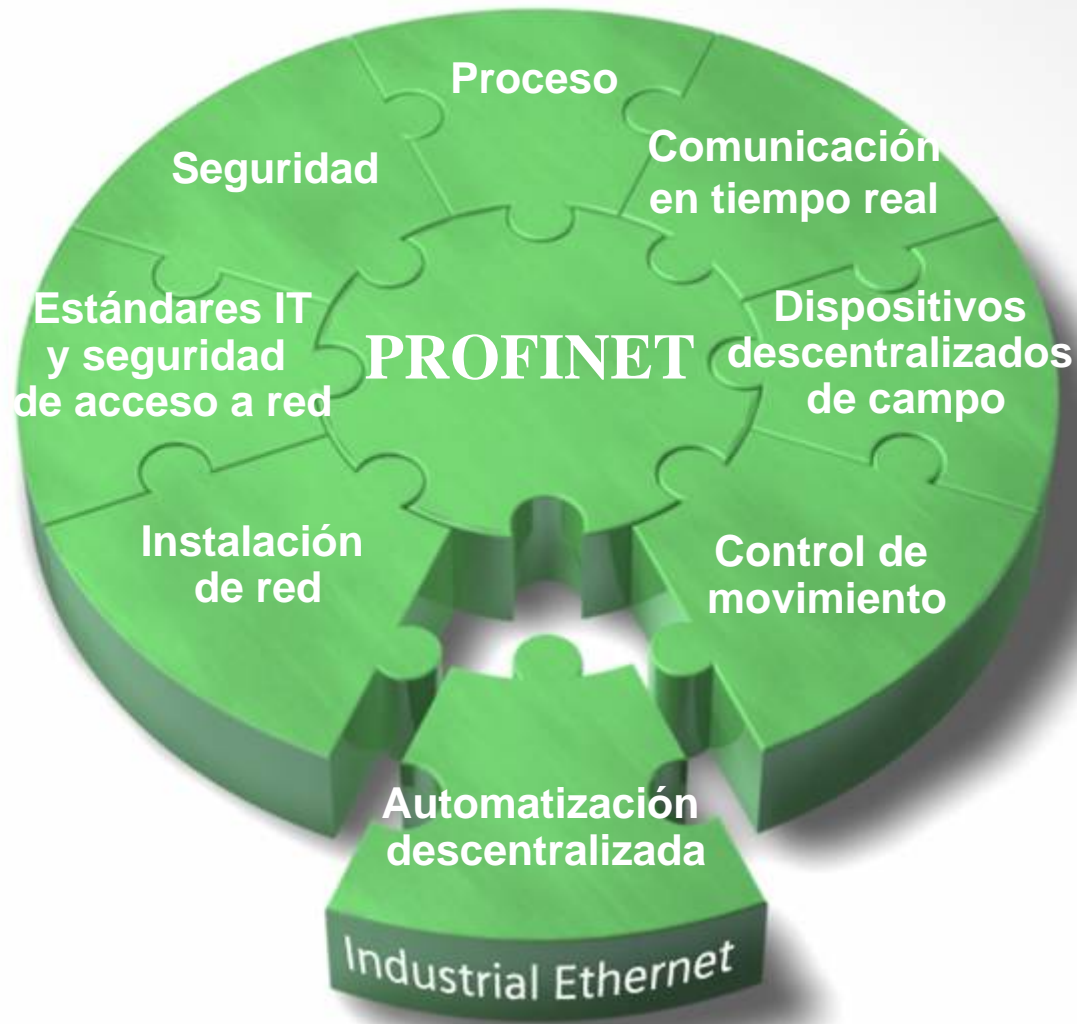 Proceso
Comunicación
en tiempo real
Seguridad
Estándares IT
y seguridad
de acceso a red
PROFINET
Dispositivos
descentralizados
de campo
Instalación
de red
Control de
movimiento
Automatización
descentralizada
Industrial Ethernet